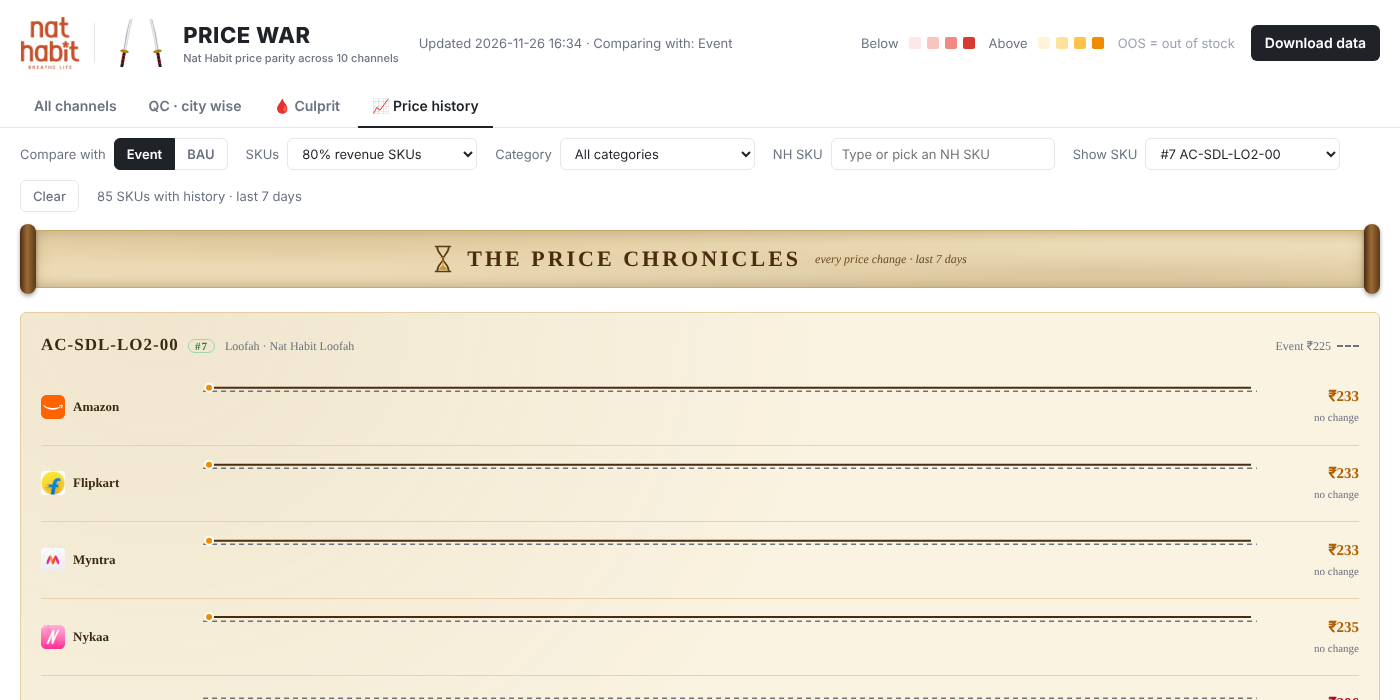 nat
habit
BREATHE LIFE
PRICE WAR
Nat Habit price parity across 10 channels
Updated 2026-11-26 16:34 · Comparing with: Event
Below
Above
OOS = out of stock
Download data
All channels
QC · city wise
Culprit
Price history
Compare with
Event
BAU
SKUs
80% revenue SKUs
Category
All categories
NH SKU
Type or pick an NH SKU
Show SKU
#7 AC-SDL-LO2-00
Clear
85 SKUs with history · last 7 days
THE PRICE CHRONICLES
every price change · last 7 days
AC-SDL-LO2-00
#7
Loofah · Nat Habit Loofah
Event ₹225
Amazon
₹233
no change
Flipkart
₹233
no change
Myntra
₹233
no change
Nykaa
₹235
no change